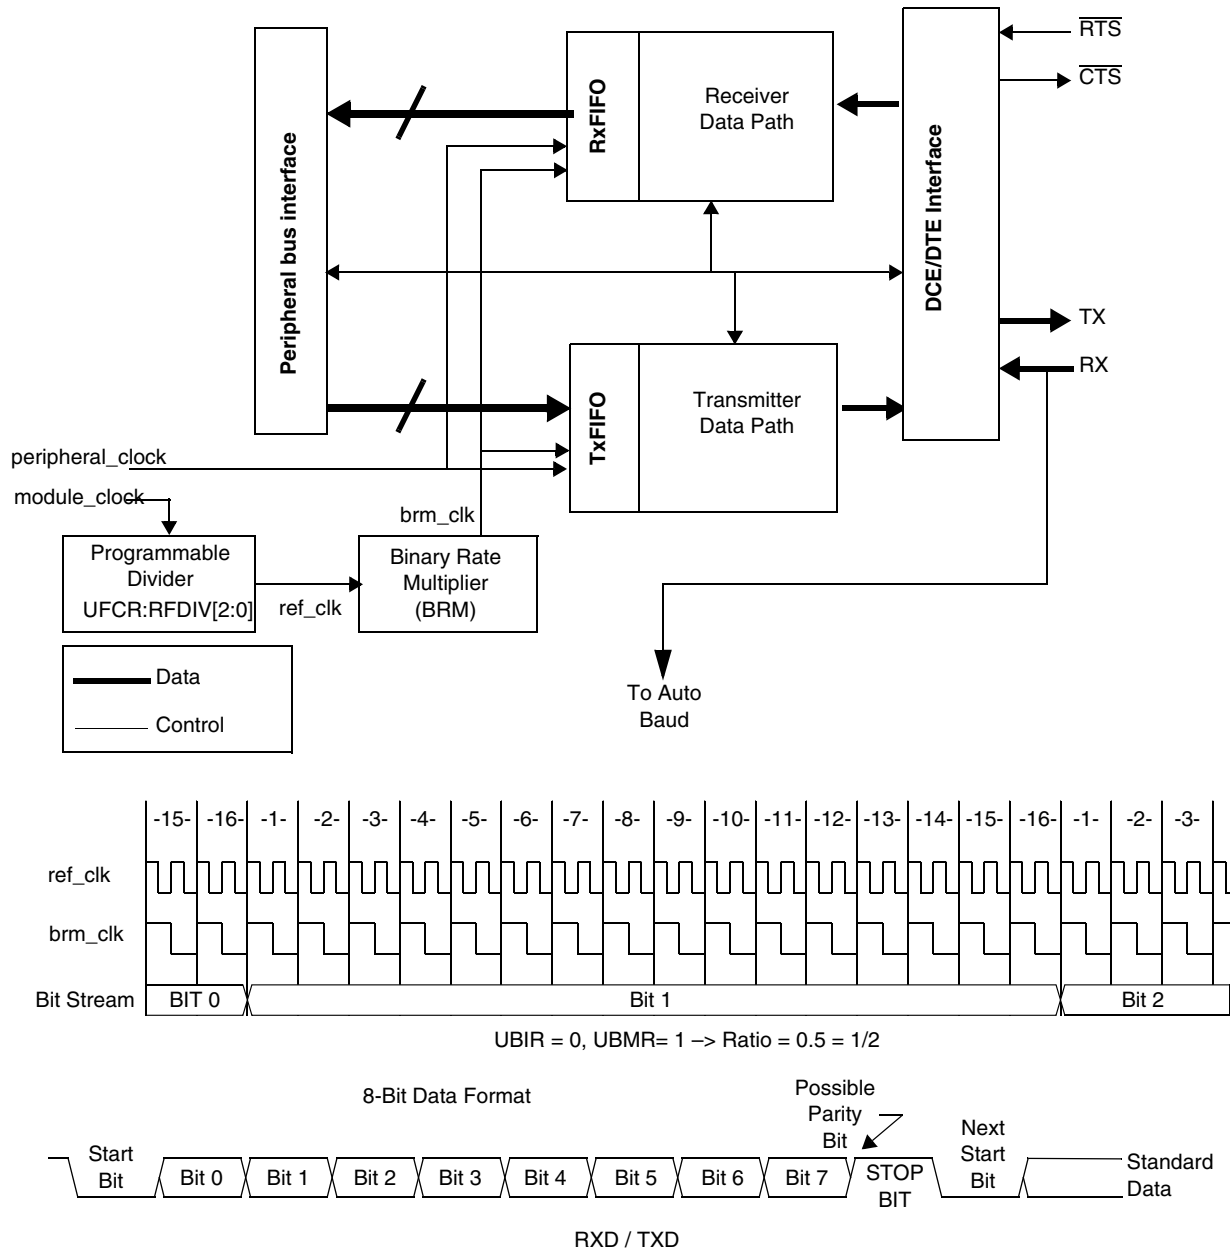 RTS
CTS
Receiver
Data Path
RxFIFO
Peripheral bus interface
DCE/DTE Interface
TX
RX
Transmitter
Data Path
TxFIFO
peripheral_clock
module_clock
brm_clk
Programmable
Divider
UFCR:RFDIV[2:0]
ref_clk
Binary Rate
Multiplier
(BRM)
Data
Control
To Auto
Baud
-15- -16- -1- -2- -3- -4- -5- -6- -7- -8- -9- -10- -11- -12- -13- -14- -15- -16- -1- -2- -3-
ref_clk
brm_clk
Bit Stream BIT 0 Bit 1 Bit 2
UBIR = 0, UBMR= 1 –> Ratio = 0.5 = 1/2
8-Bit Data Format
Possible
Parity
Bit
Next
Start
Bit
Start
Bit
Bit 0 Bit 1 Bit 2 Bit 3 Bit 4 Bit 5 Bit 6 Bit 7
STOP
BIT
Standard
Data
RXD / TXD